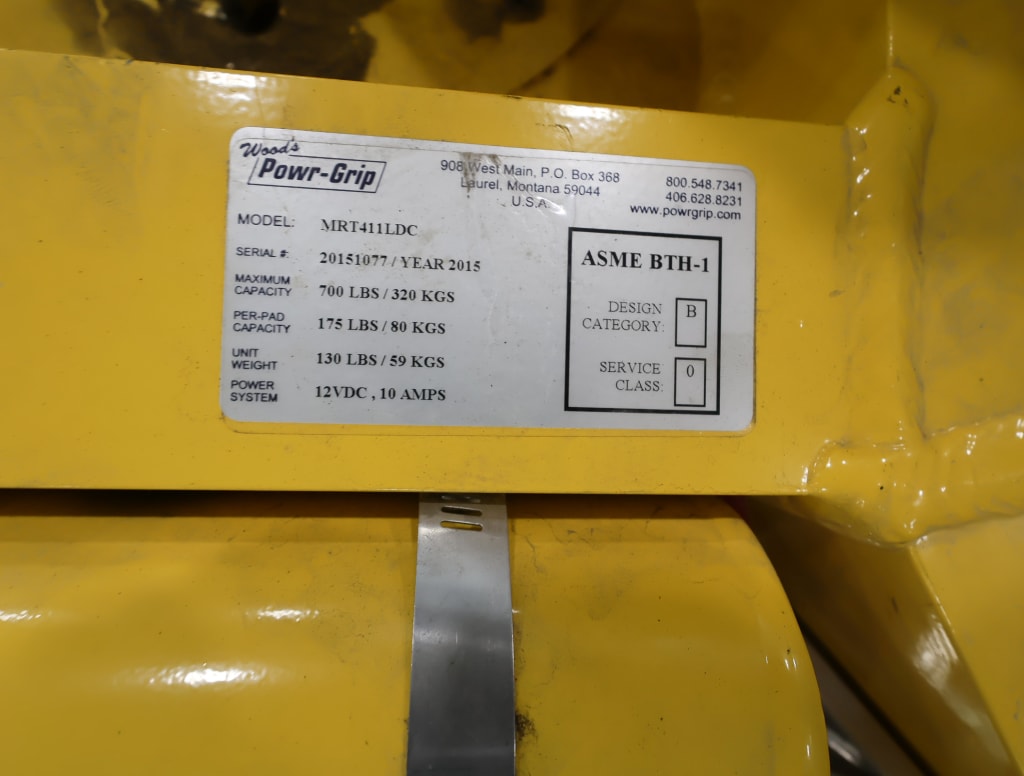 Wood's
Powr-Grip
908 West Main, P.O. Box 368
Laurel, Montana 59044
U.S.A.
800.548.7341
406.628.8231
www.powrgrip.com
MODEL: MRT411LDC
SERIAL #: 20151077 / YEAR 2015
MAXIMUM
CAPACITY 700 LBS / 320 KGS
PER-PAD
CAPACITY 175 LBS / 80 KGS
UNIT
WEIGHT 130 LBS / 59 KGS
POWER
SYSTEM 12VDC , 10 AMPS
ASME BTH-1
DESIGN
CATEGORY: B
SERVICE
CLASS: 0